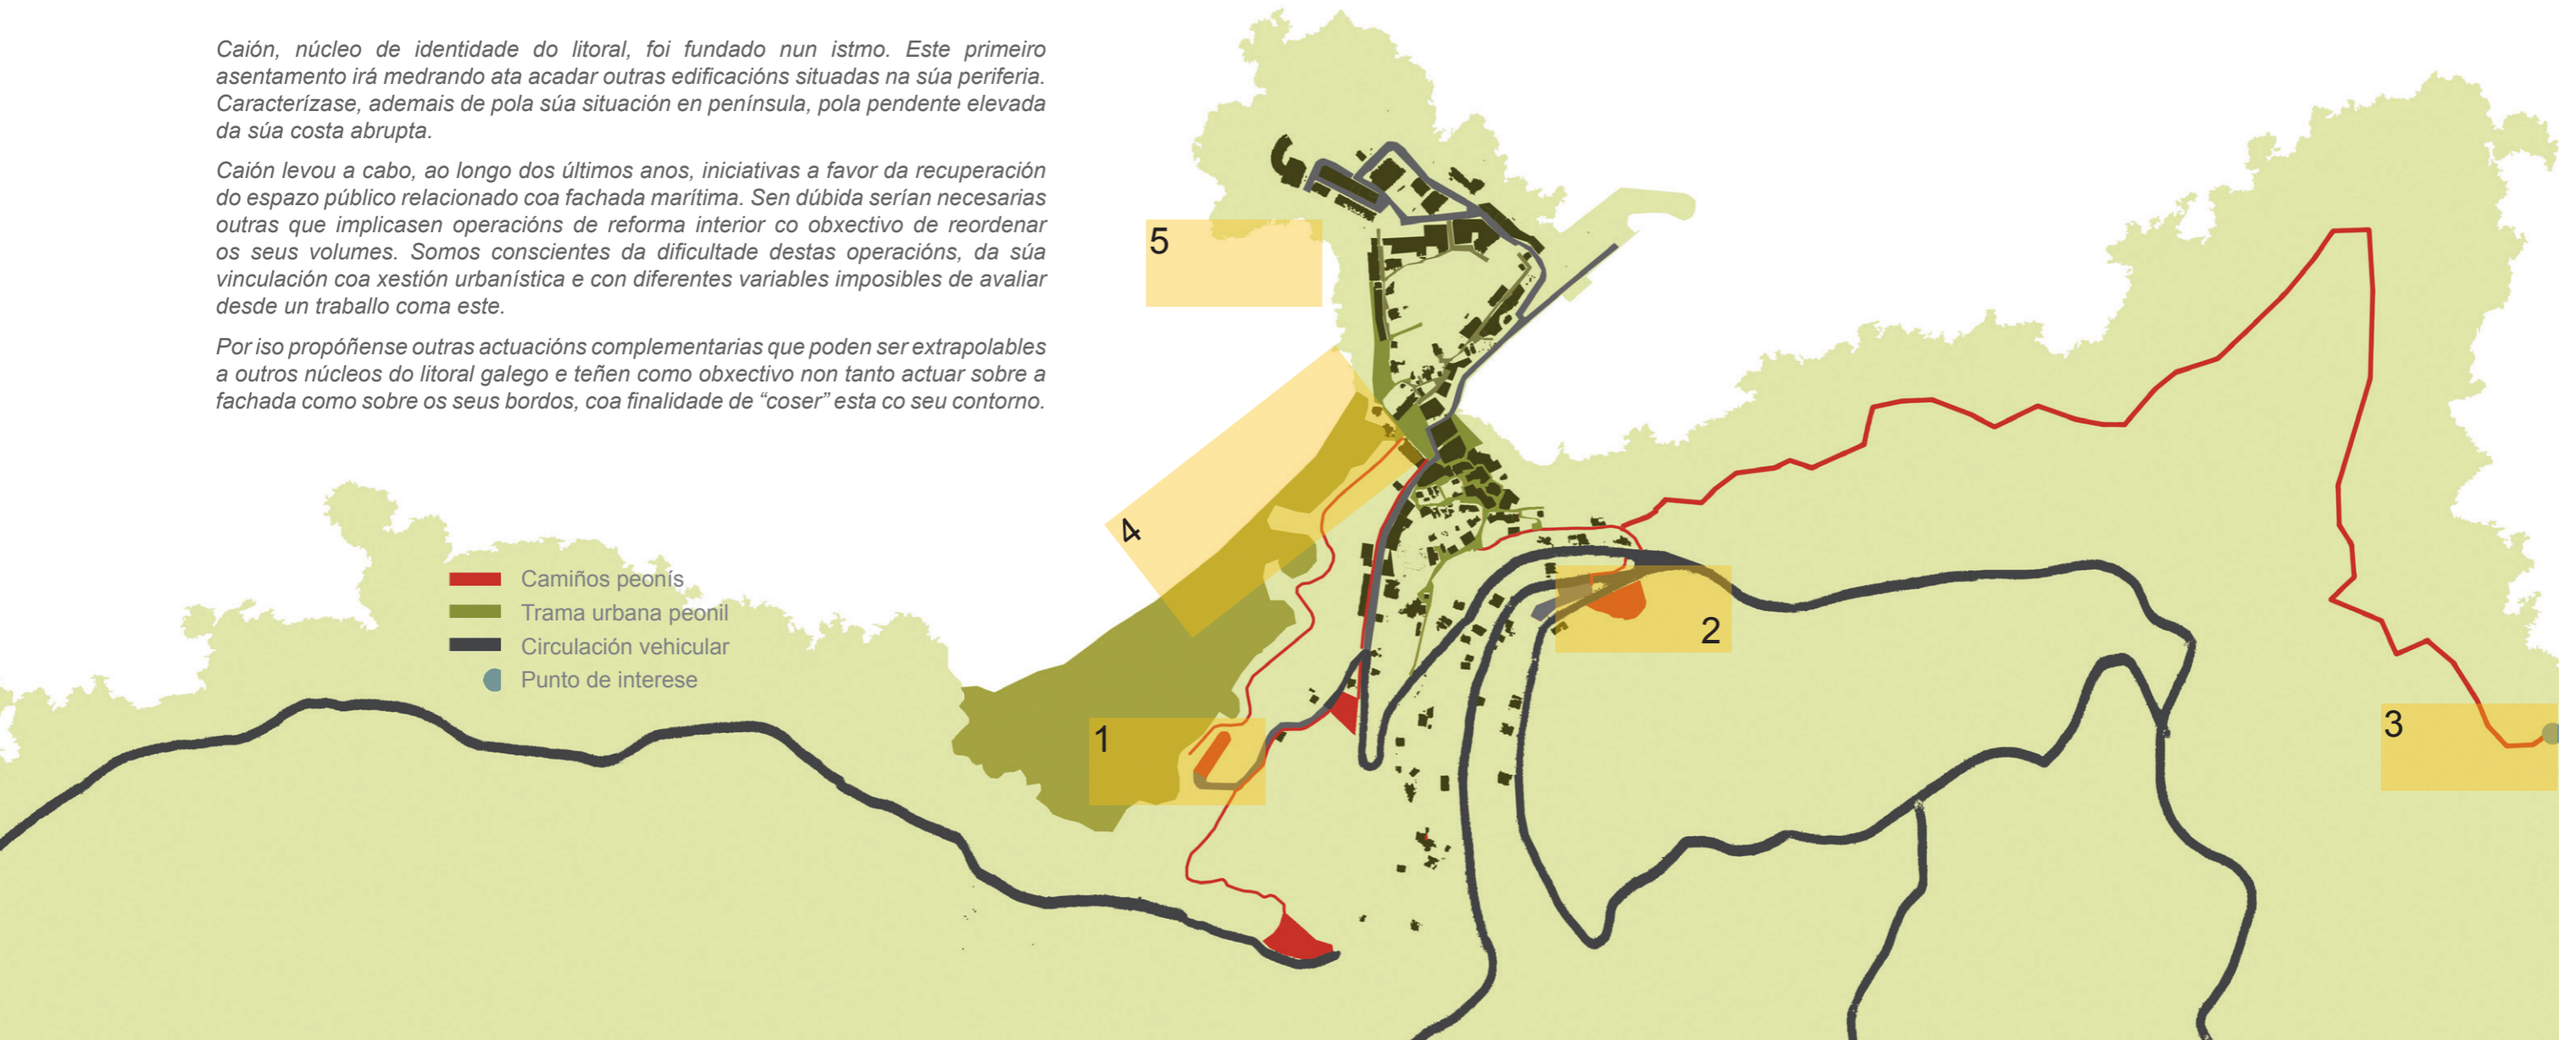 Caión, núcleo de identidade do litoral, foi fundado nun istmo. Este primeiro
asentamento irá medrando ata acadar outras edificacións situadas na súa periferia.
Caracterízase, ademais de pola súa situación en península, pola pendente elevada
da súa costa abrupta.
Caión levou a cabo, ao longo dos últimos anos, iniciativas a favor da recuperación
do espazo público relacionado coa fachada marítima. Sen dúbida serían necesarias
outras que implicasen operacións de reforma interior co obxectivo de reordenar
os seus volumes. Somos conscientes da dificultade destas operacións, da súa
vinculación coa xestión urbanística e con diferentes variables imposibles de avaliar
desde un traballo coma este.
Por iso propóñense outras actuacións complementarias que poden ser extrapolables
a outros núcleos do litoral galego e teñen como obxectivo non tanto actuar sobre a
fachada como sobre os seus bordos, coa finalidade de “coser” esta co seu contorno.
5
4
Camiños peonís
Trama urbana peonil
Circulación vehicular
Punto de interese
2
1
3